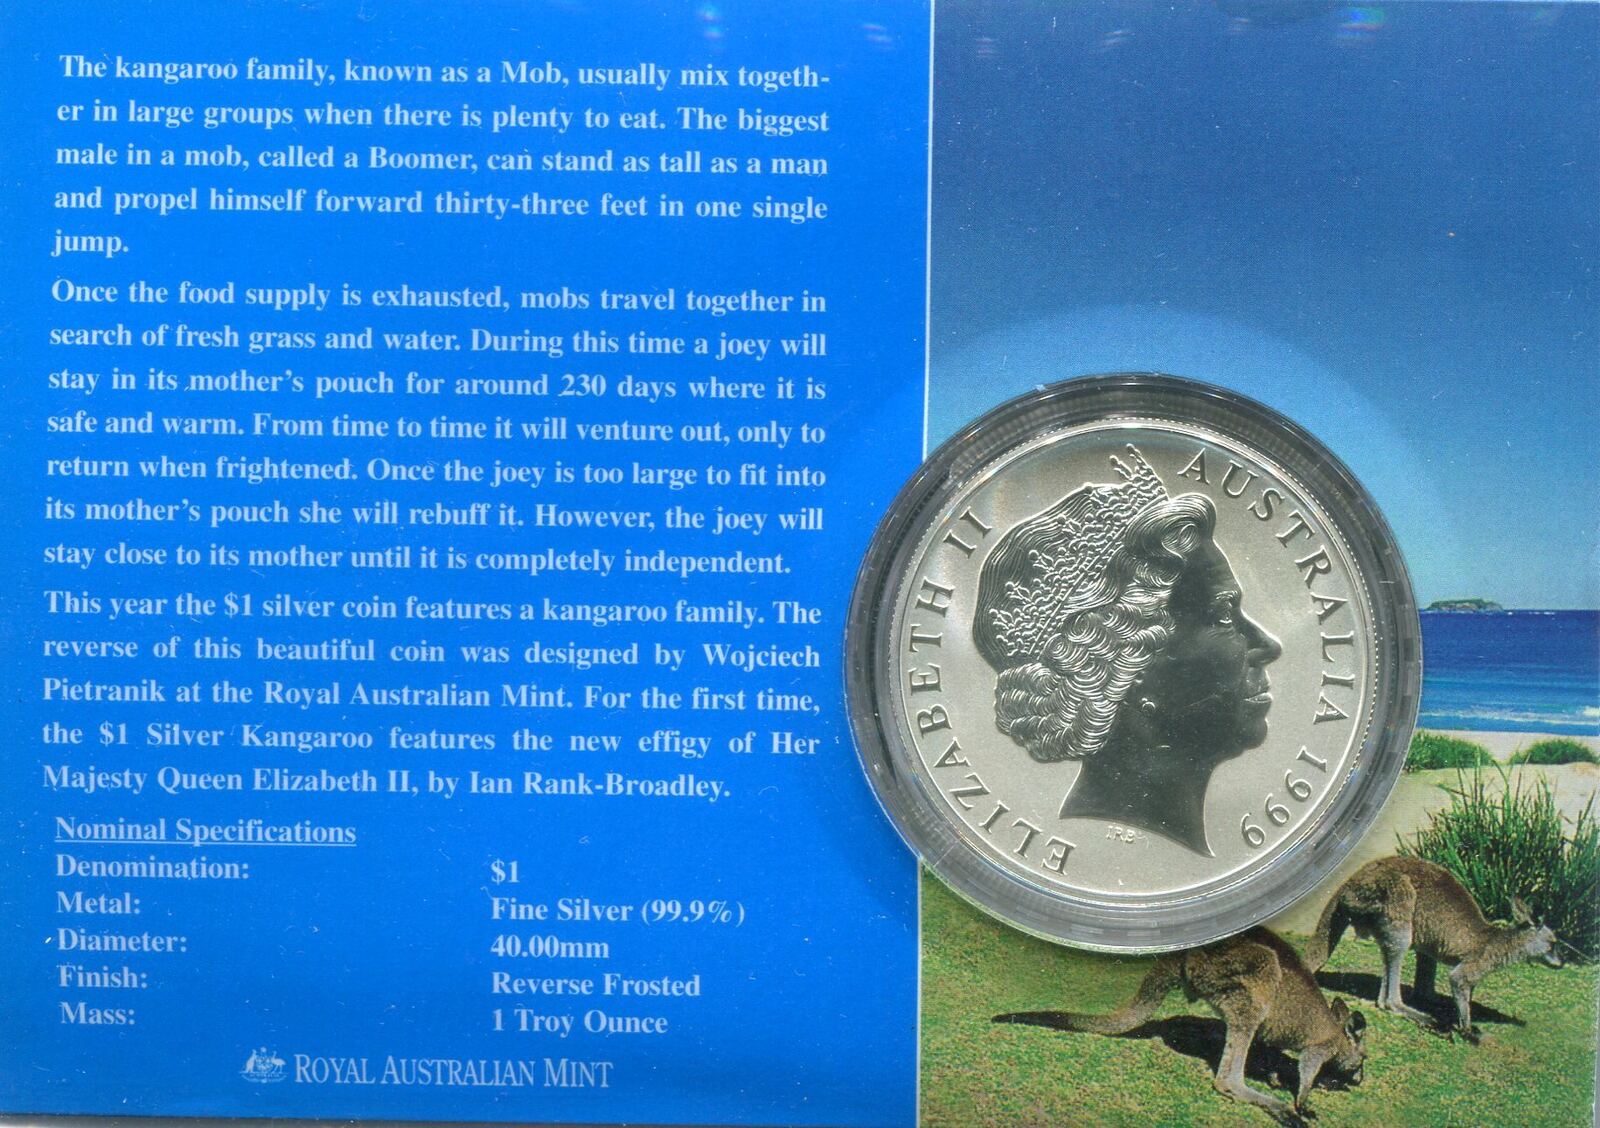 The kangaroo family, known as a Mob, usually mix togeth-
er in large groups when there is plenty to eat. The biggest
male in a mob, called a Boomer, can stand as tall as a man
and propel himself forward thirty-three feet in one single
jump.
Once the food supply is exhausted, mobs travel together in
search of fresh grass and water. During this time a joey will
stay in its mother's pouch for around 230 days where it is
safe and warm. From time to time it will venture out, only to
return when frightened. Once the joey is too large to fit into
its mother's pouch she will rebuff it. However, the joey will
stay close to its mother until it is completely independent.
This year the $1 silver coin features a kangaroo family. The
reverse of this beautiful coin was designed by Wojciech
Pietranik at the Royal Australian Mint. For the first time,
the $1 Silver Kangaroo features the new effigy of Her
Majesty Queen Elizabeth II, by Ian Rank-Broadley.
Nominal Specifications
Denomination: $1
Metal: Fine Silver (99.9%)
Diameter: 40.00mm
Finish: Reverse Frosted
Mass: 1 Troy Ounce
ROYAL AUSTRALIAN MINT
ELIZABETH II
AUSTRALIA 1999
IRB